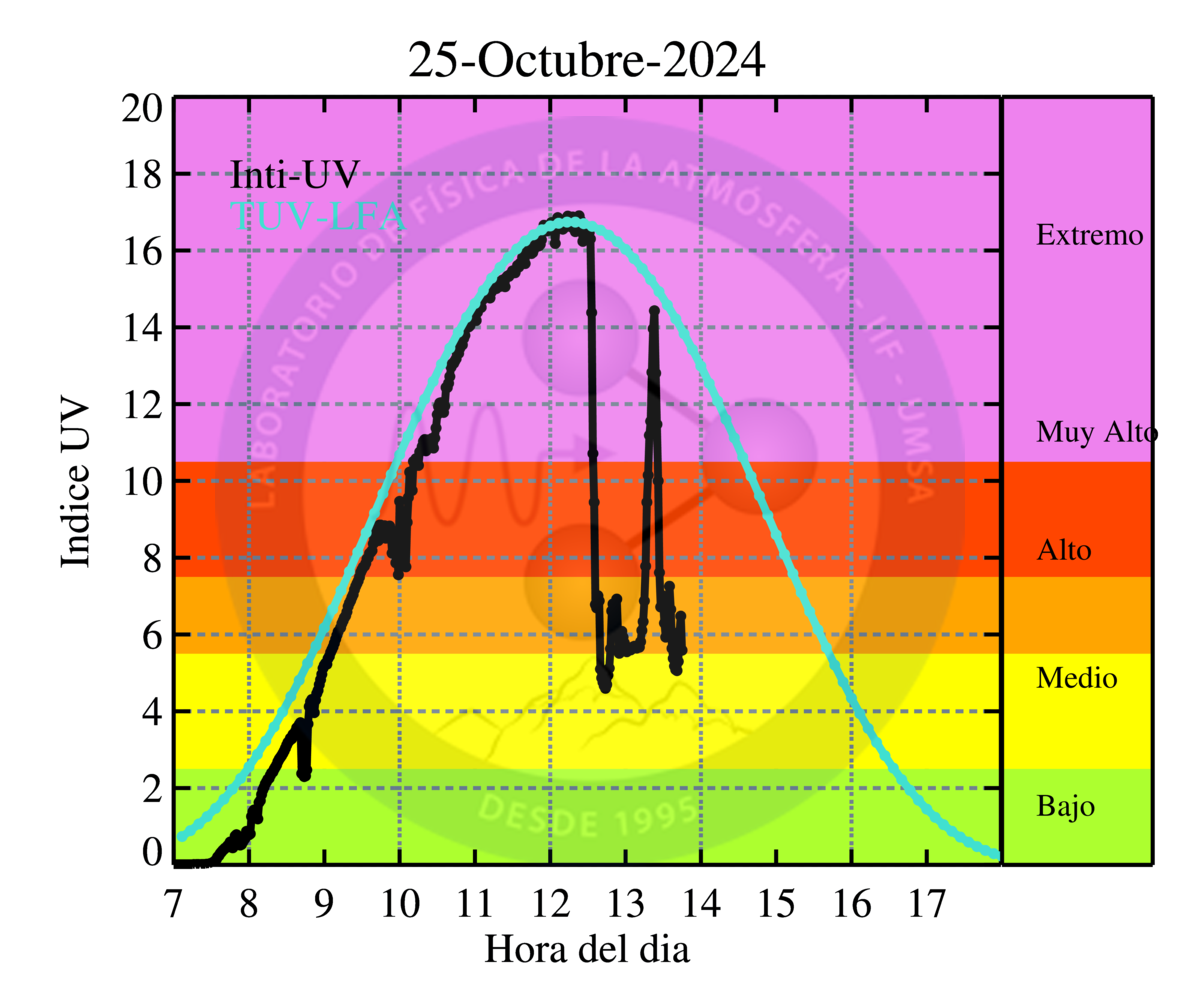 25-Octubre-2024
20
18
16
14
12
10
8
6
4
2
0
Indice UV
Inti-UV
TUV-LFA
LABORATORIO DE FÍSICA DE LA ATMÓSFERA - IIF - UMSA
DESDE 1995
Extremo
Muy Alto
Alto
Medio
Bajo
7 8 9 10 11 12 13 14 15 16 17
Hora del dia